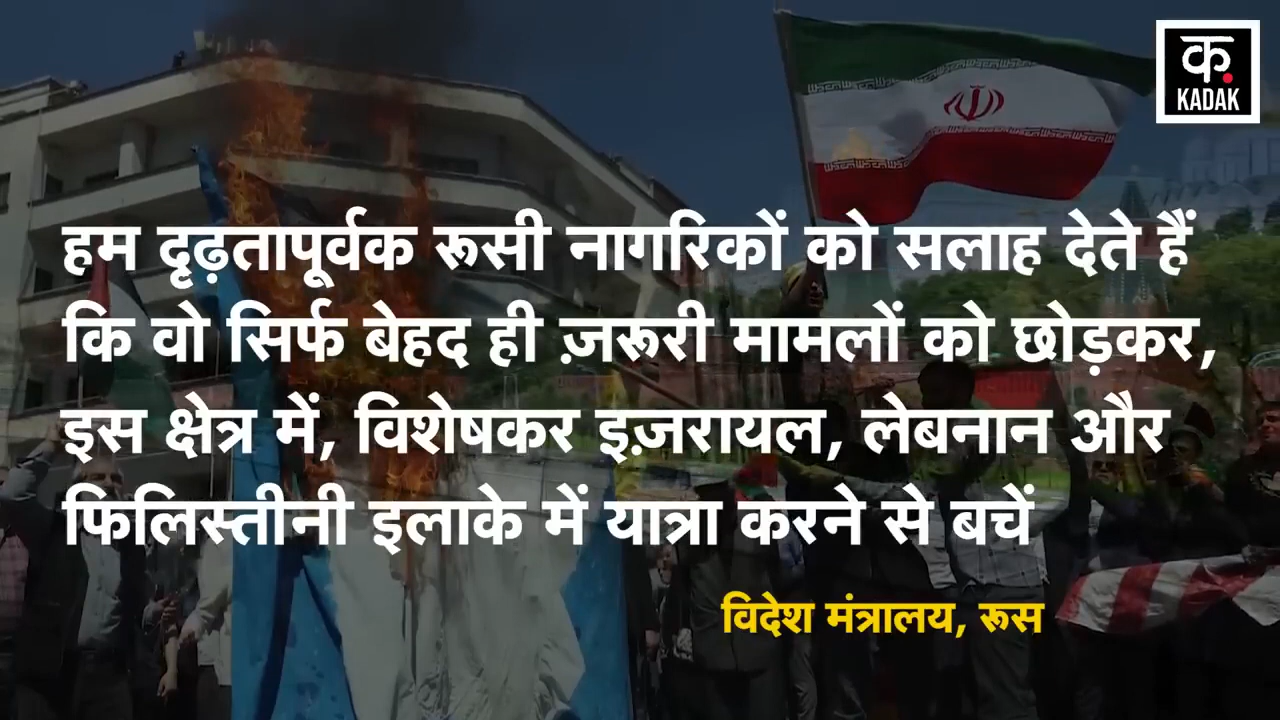 क
KADAK
हम दृढ़तापूर्वक रूसी नागरिकों को सलाह देते हैं
कि वो सिर्फ बेहद ही ज़रूरी मामलों को छोड़कर,
इस क्षेत्र में, विशेषकर इज़रायल, लेबनान और
फिलिस्तीनी इलाके में यात्रा करने से बचें
विदेश मंत्रालय, रूस